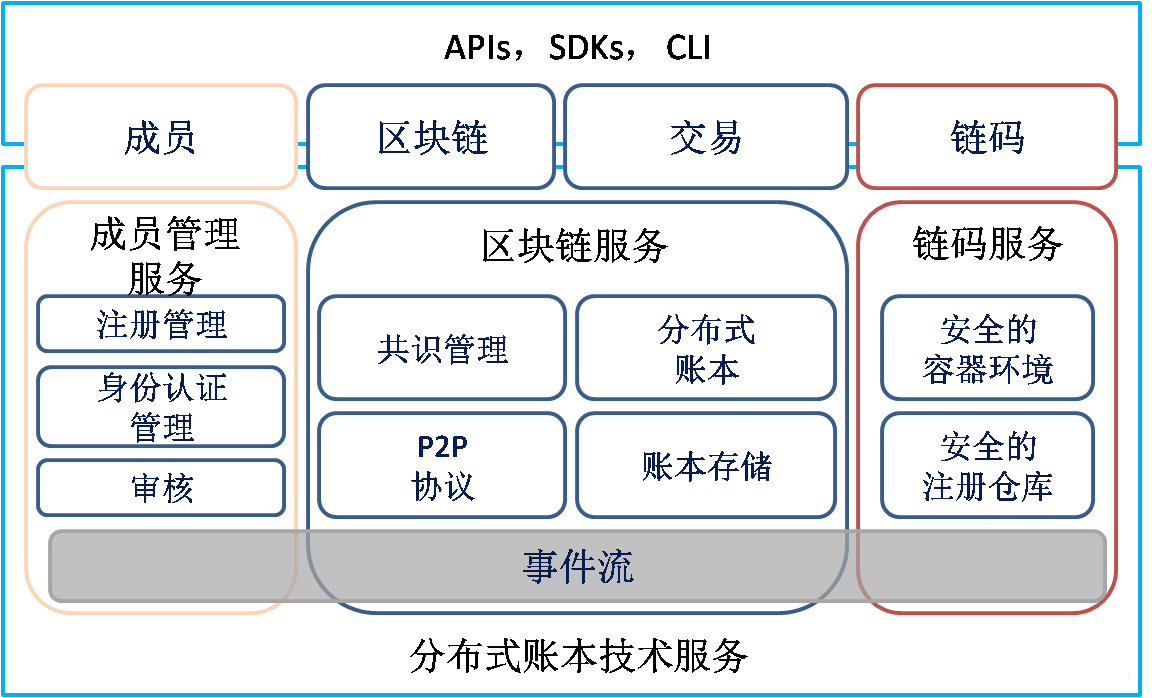 APIs，SDKs， CLI
成员
区块链
交易
链码
成员管理
服务
注册管理
身份认证
管理
审核
区块链服务
共识管理
分布式
账本
P2P
协议
账本存储
链码服务
安全的
容器环境
安全的
注册仓库
事件流
分布式账本技术服务